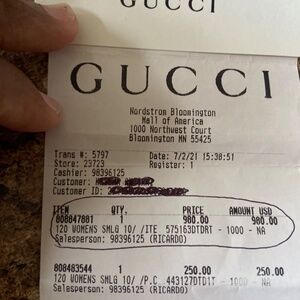 GUCCI
GUCCI
Nordstrom Bloomington
Mall of America
1000 Northwest Court
Bloomington MN 55425
Trans #: 5797 Date: 7/2/21 15:38:51
Store: 23723 Register: 1
Cashier: 98396125
Customer:
Customer ID:
ITEM QTY. PRICE AMOUNT USD
808847881 1 980.00 980.00
120 WOMENS SMLG 10/ /ITE 575163DTDRT - 1000 - NA
Salesperson: 98396125 (RICARDO)
808483544 1 250.00 250.00
120 WOMENS SMLG 10/ /P.C. 443127DTD1T - 1000 - NA
Salesperson: 98396125 (RICARDO)